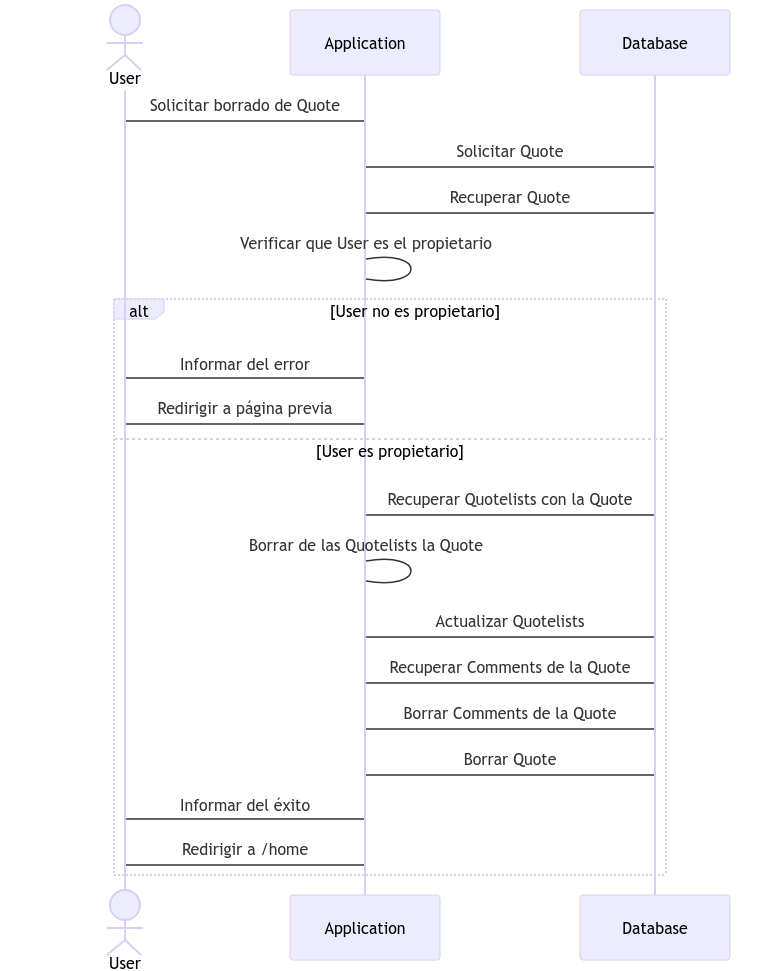 Application
Database
User
Solicitar borrado de Quote
Solicitar Quote
Recuperar Quote
Verificar que User es el propietario
alt
[User no es propietario]
Informar del error
Redirigir a página previa
[User es propietario]
Recuperar Quotelists con la Quote
Borrar de las Quotelists la Quote
Actualizar Quotelists
Recuperar Comments de la Quote
Borrar Comments de la Quote
Borrar Quote
Informar del éxito
Redirigir a /home
Application
Database
User